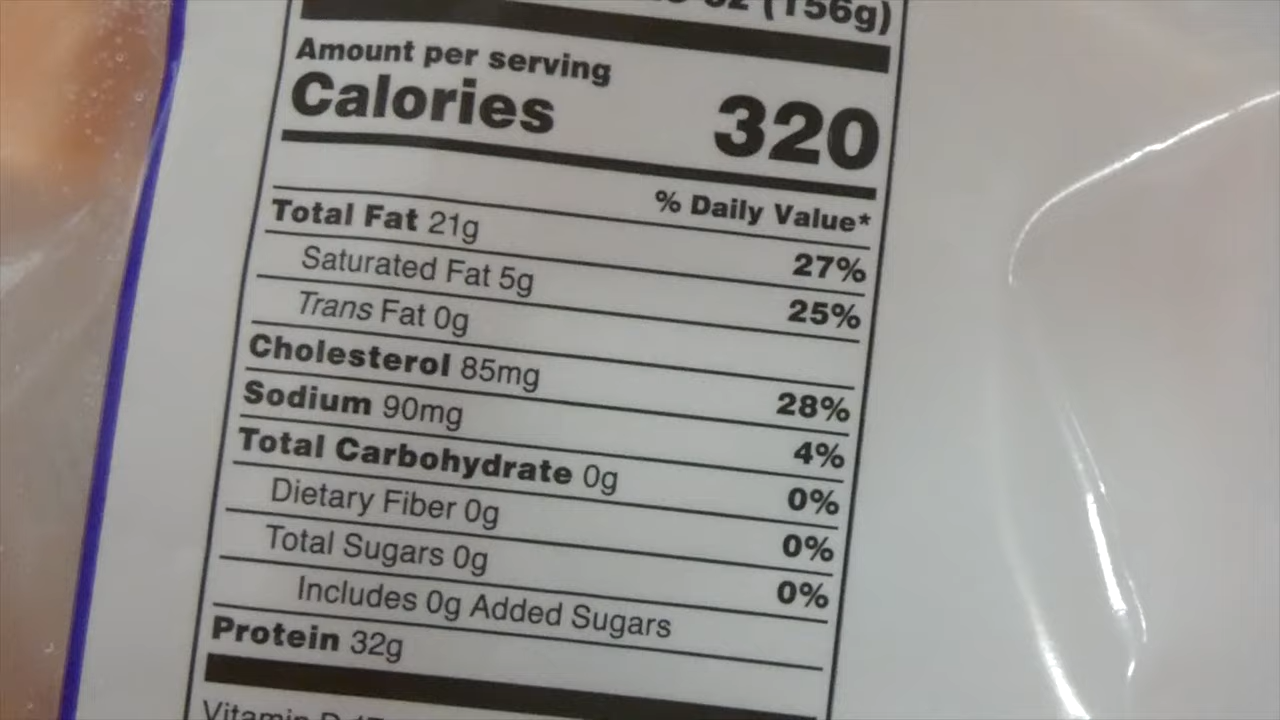 (156g)
Amount per serving
Calories 320
% Daily Value*
Total Fat 21g 27%
Saturated Fat 5g 25%
Trans Fat 0g
Cholesterol 85mg 28%
Sodium 90mg 4%
Total Carbohydrate 0g 0%
Dietary Fiber 0g 0%
Total Sugars 0g 0%
Includes 0g Added Sugars
Protein 32g
Vitamin D